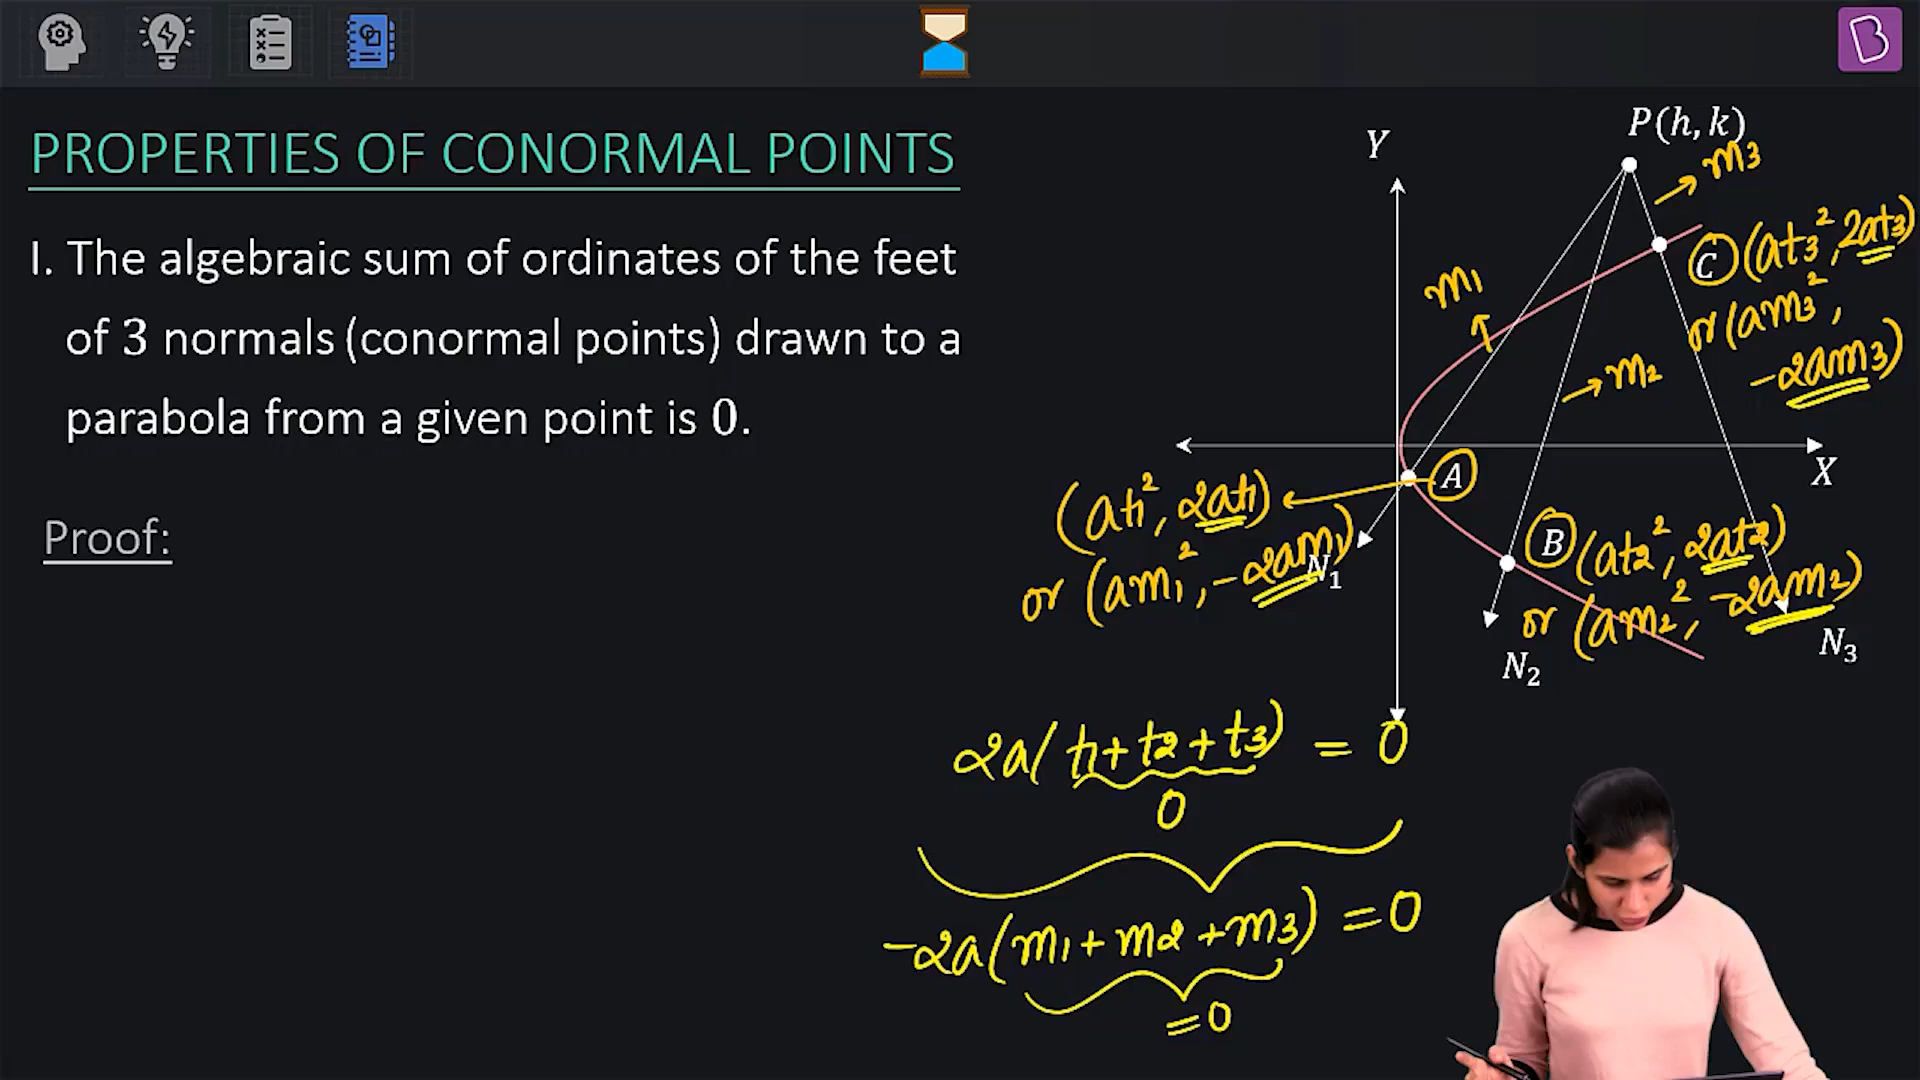 PROPERTIES OF CONORMAL POINTS
I. The algebraic sum of ordinates of the feet
of 3 normals (conormal points) drawn to a
parabola from a given point is 0.
Proof:
P(h, k)
Y
m3
m1
C (at3², 2at3)
or (am3²,
-2am3)
m2
X
A
(at1², 2at1)
or (am1², -2am1)
N1
B (at2², 2at2)
or (am2², -2am2)
N2
N3
2a(t1+t2+t3) = 0
0
-2a(m1+m2+m3) = 0
=0
B